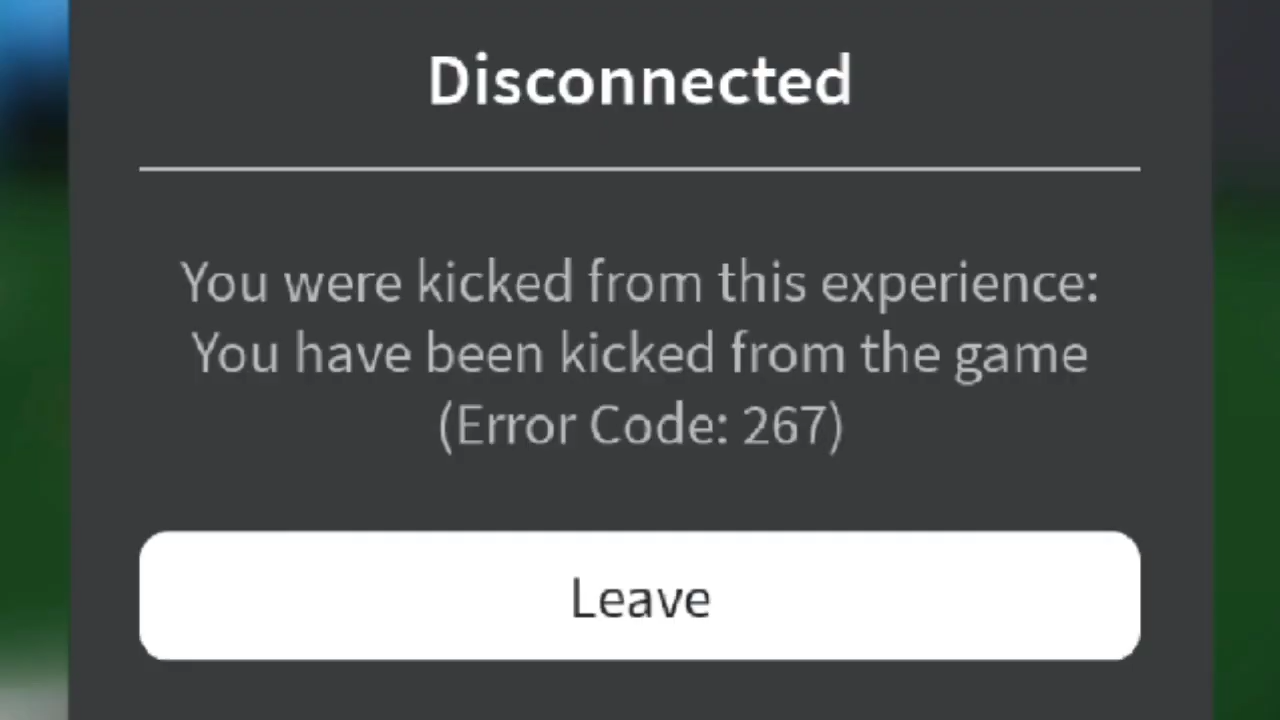 Disconnected
You were kicked from this experience:
You have been kicked from the game
(Error Code: 267)
Leave